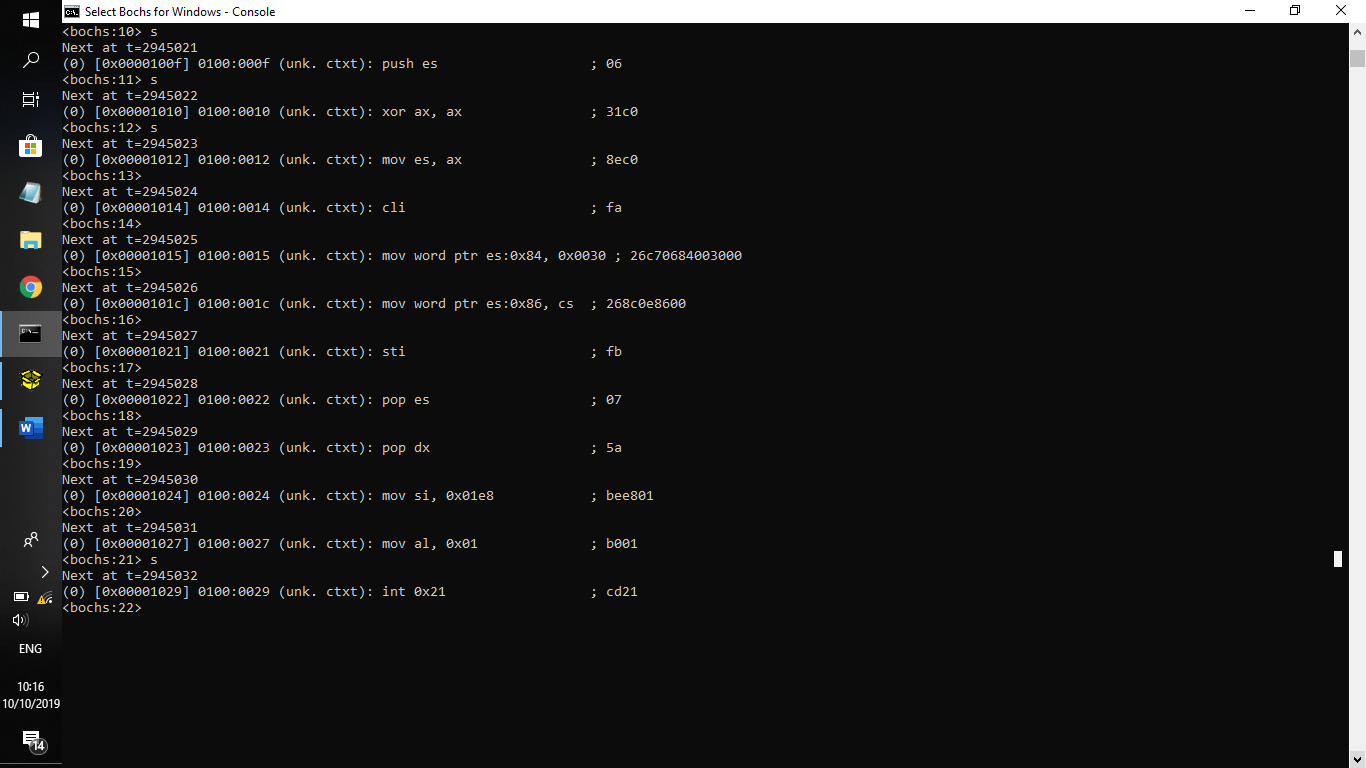 Select Bochs for Windows - Console
<bochs:10> s
Next at t=2945021
(0) [0x0000100f] 0100:000f (unk. ctxt): push es                   ; 06
<bochs:11> s
Next at t=2945022
(0) [0x00001010] 0100:0010 (unk. ctxt): xor ax, ax                ; 31c0
<bochs:12> s
Next at t=2945023
(0) [0x00001012] 0100:0012 (unk. ctxt): mov es, ax                ; 8ec0
<bochs:13>
Next at t=2945024
(0) [0x00001014] 0100:0014 (unk. ctxt): cli                       ; fa
<bochs:14>
Next at t=2945025
(0) [0x00001015] 0100:0015 (unk. ctxt): mov word ptr es:0x84, 0x0030 ; 26c70684003000
<bochs:15>
Next at t=2945026
(0) [0x0000101c] 0100:001c (unk. ctxt): mov word ptr es:0x86, cs  ; 268c0e8600
<bochs:16>
Next at t=2945027
(0) [0x00001021] 0100:0021 (unk. ctxt): sti                       ; fb
<bochs:17>
Next at t=2945028
(0) [0x00001022] 0100:0022 (unk. ctxt): pop es                    ; 07
<bochs:18>
Next at t=2945029
(0) [0x00001023] 0100:0023 (unk. ctxt): pop dx                    ; 5a
<bochs:19>
Next at t=2945030
(0) [0x00001024] 0100:0024 (unk. ctxt): mov si, 0x01e8            ; bee801
<bochs:20>
Next at t=2945031
(0) [0x00001027] 0100:0027 (unk. ctxt): mov al, 0x01              ; b001
<bochs:21> s
Next at t=2945032
(0) [0x00001029] 0100:0029 (unk. ctxt): int 0x21                  ; cd21
<bochs:22>
ENG
10:16
10/10/2019
14